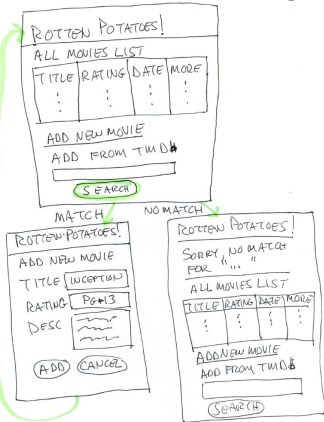 ROTTEN POTATOES!
ALL MOVIES LIST
TITLE RATING DATE MORE
ADD NEW MOVIE
ADD FROM TMDb
SEARCH
MATCH
NO MATCH
ROTTEN POTATOES!
ADD NEW MOVIE
TITLE INCEPTION
RATING PG-13
DESC
ADD CANCEL
ROTTEN POTATOES!
SORRY, NO MATCH
FOR "..."
ALL MOVIES LIST
TITLE RATING DATE MORE
ADD NEW MOVIE
ADD FROM TMDb
SEARCH